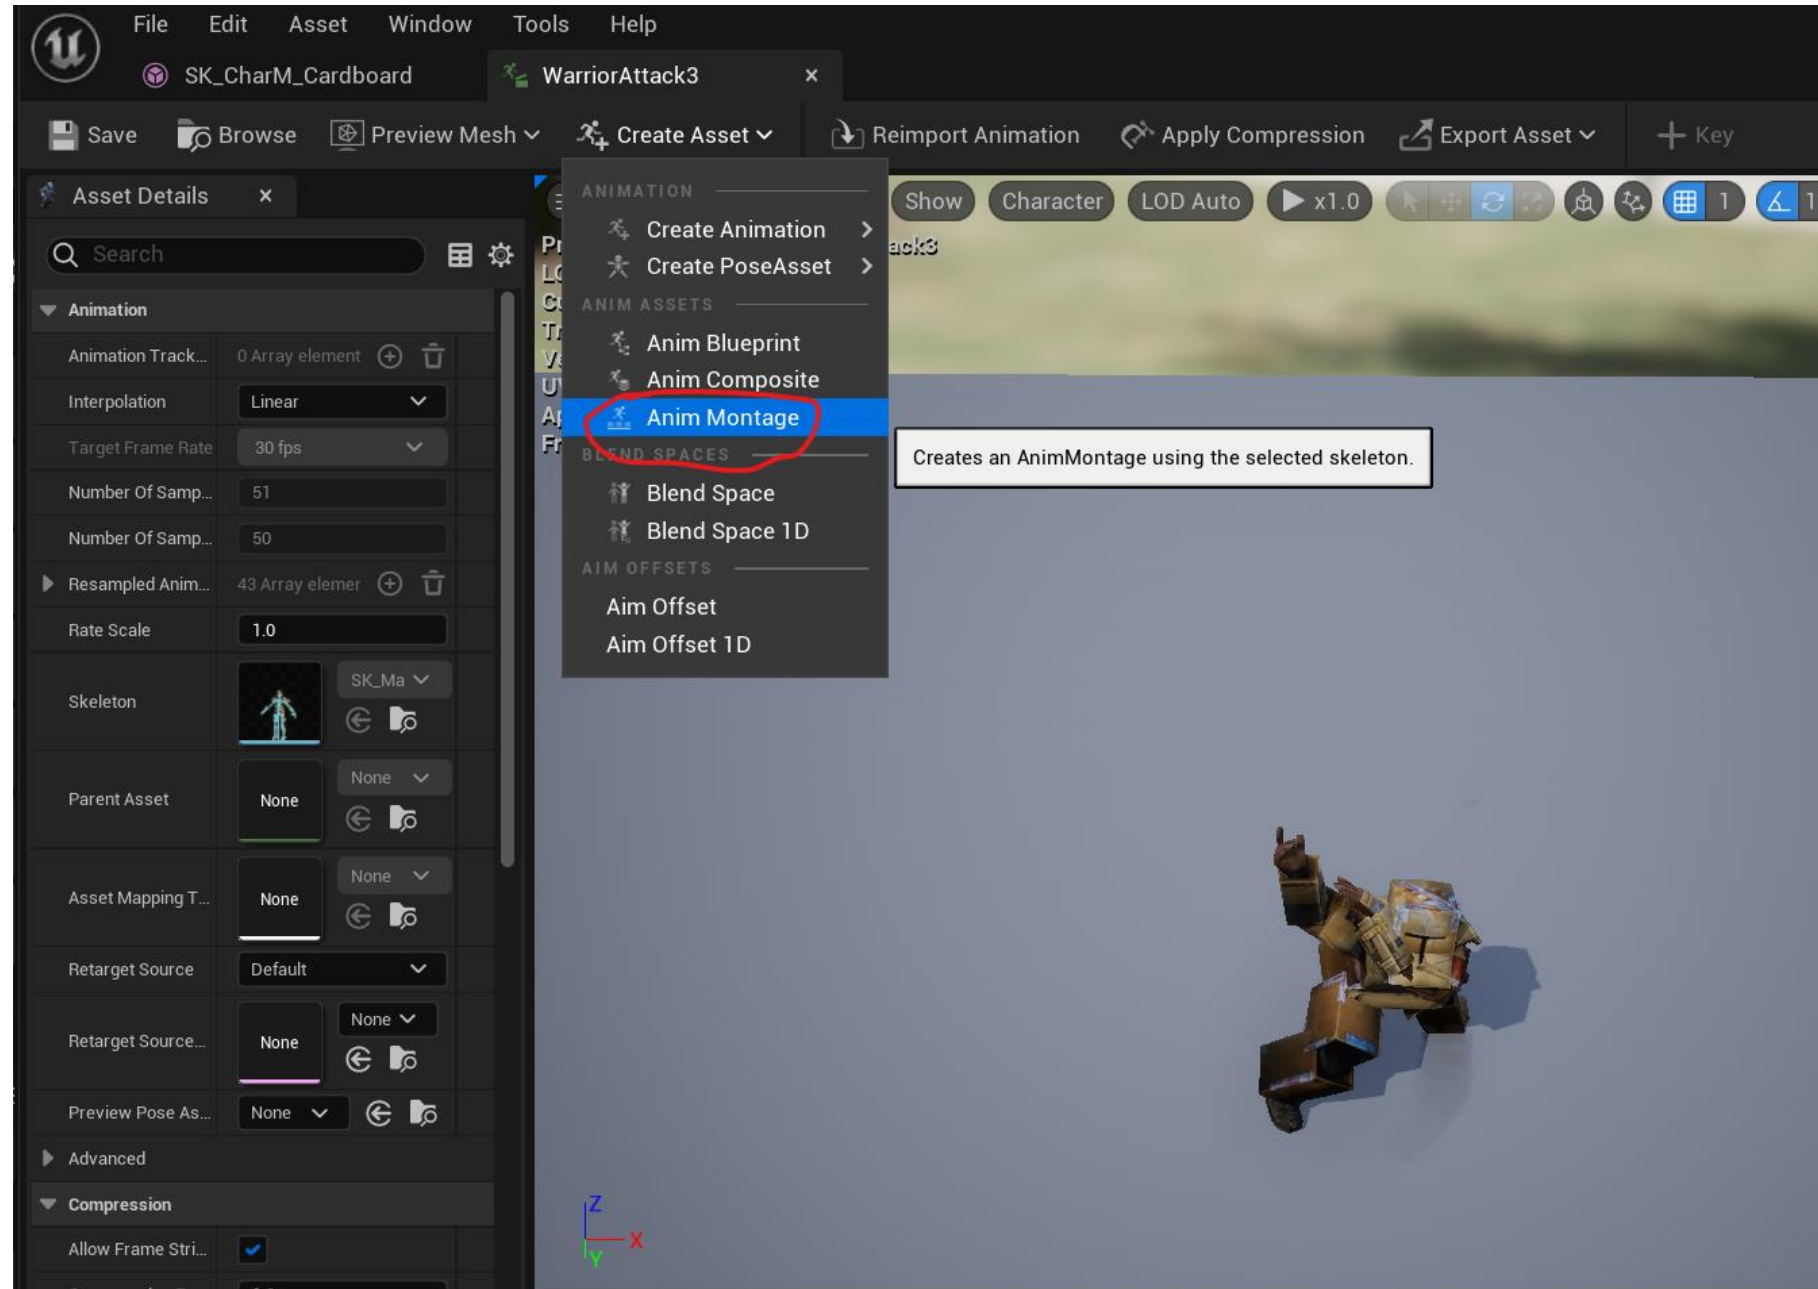 File Edit Asset Window Tools Help
SK_CharM_Cardboard WarriorAttack3
Save Browse Preview Mesh Create Asset Reimport Animation Apply Compression Export Asset Key
Asset Details
Search
Animation
Animation Track... 0 Array element
Interpolation Linear
Target Frame Rate 30 fps
Number Of Samp... 51
Number Of Samp... 50
Resampled Anim... 43 Array elemer
Rate Scale 1.0
Skeleton SK_Ma
Parent Asset None None
Asset Mapping T... None None
Retarget Source Default
Retarget Source... None None
Preview Pose As... None
Advanced
Compression
Allow Frame Stri...
ANIMATION
Create Animation
Create PoseAsset
ANIM ASSETS
Anim Blueprint
Anim Composite
Anim Montage
BLEND SPACES
Blend Space
Blend Space 1D
AIM OFFSETS
Aim Offset
Aim Offset 1D
Creates an AnimMontage using the selected skeleton.
Show Character LOD Auto x1.0 1 1
ack3
Z
X
Y